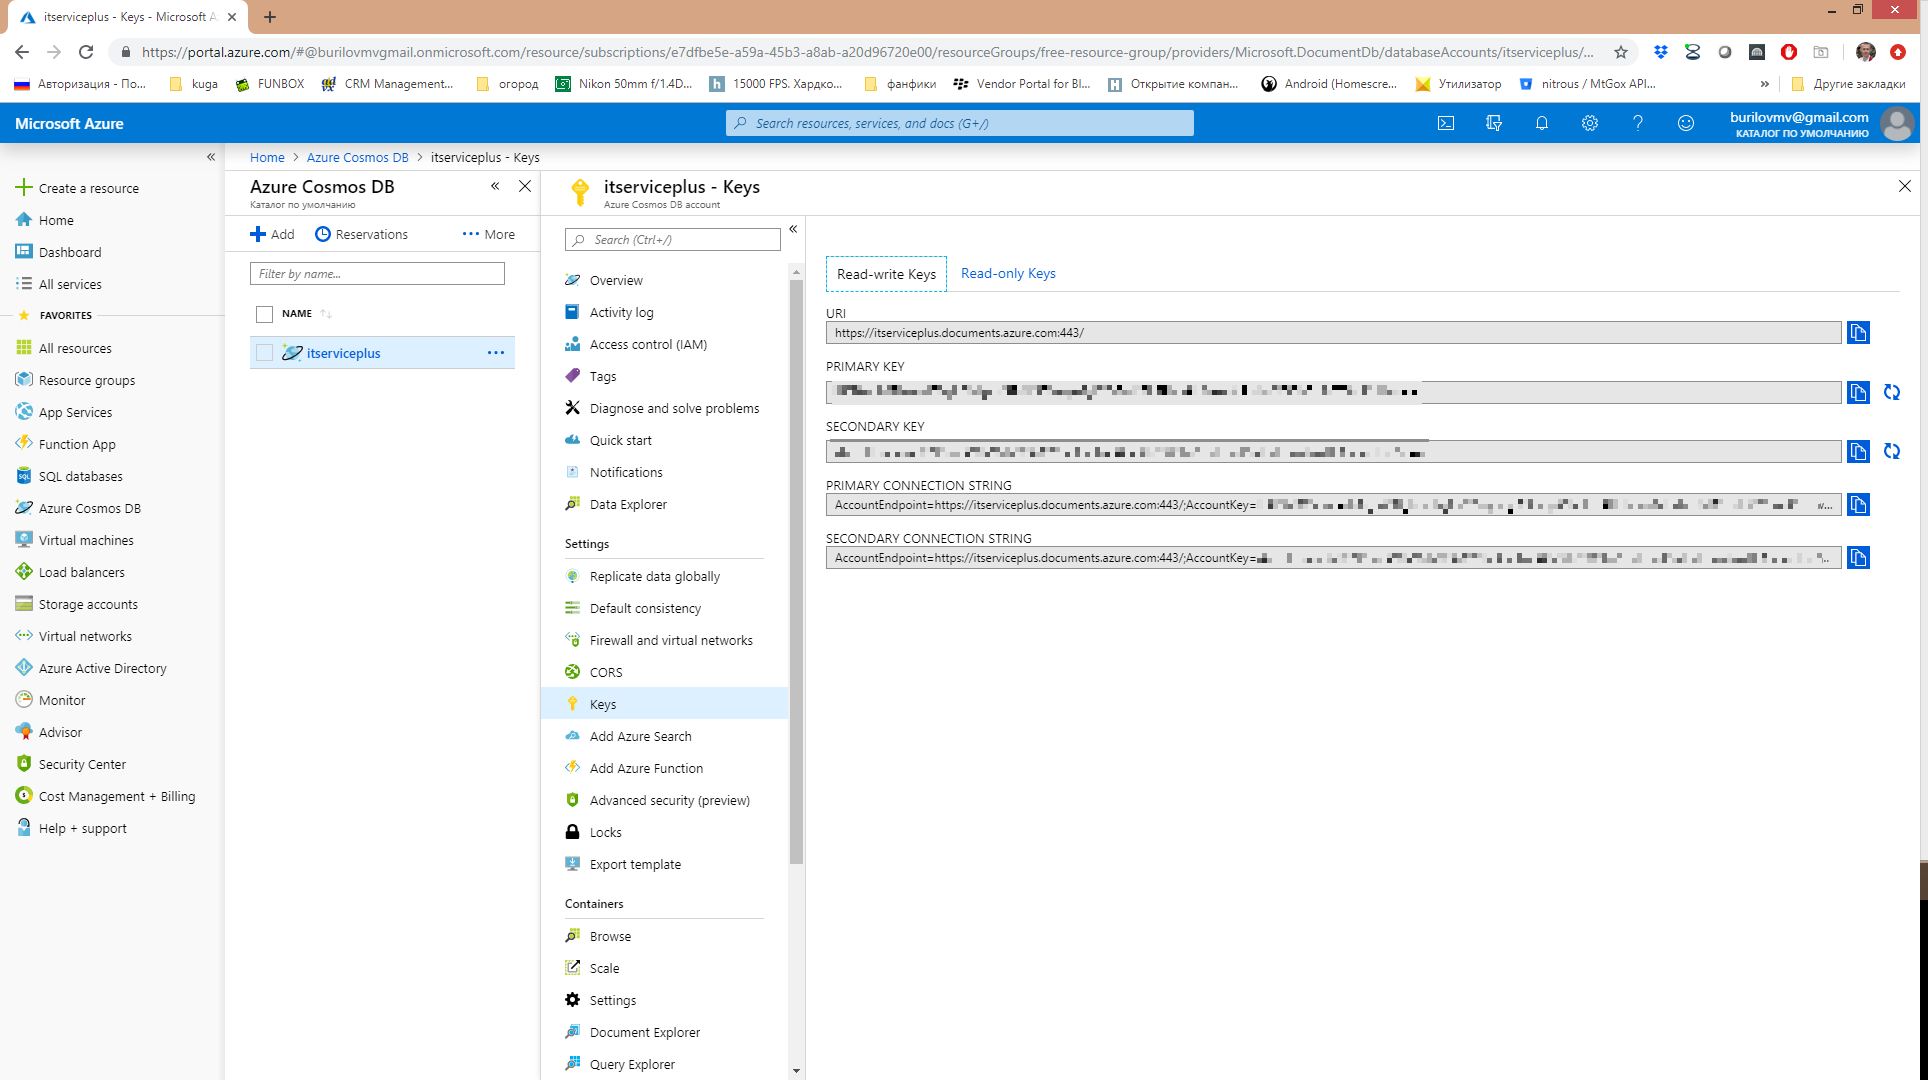 itserviceplus - Keys - Microsoft A
https://portal.azure.com/#@burilovmvgmail.onmicrosoft.com/resource/subscriptions/e7dfbe5e-a59a-45b3-a8ab-a20d96720e00/resourceGroups/free-resource-group/providers/Microsoft.DocumentDb/databaseAccounts/itserviceplus/...
Авторизация - По... kuga FUNBOX CRM Management... огород Nikon 50mm f/1.4D... 15000 FPS. Хардко... фанфики Vendor Portal for Bl... Открытие компан... Android (Homescre... Утилизатор nitrous / MtGox API... » Другие закладки
Microsoft Azure
Search resources, services, and docs (G+/)
burilovmv@gmail.com
КАТАЛОГ ПО УМОЛЧАНИЮ
Create a resource
Home
Dashboard
All services
FAVORITES
All resources
Resource groups
App Services
Function App
SQL databases
Azure Cosmos DB
Virtual machines
Load balancers
Storage accounts
Virtual networks
Azure Active Directory
Monitor
Advisor
Security Center
Cost Management + Billing
Help + support
Home > Azure Cosmos DB > itserviceplus - Keys
Azure Cosmos DB
Каталог по умолчанию
Add Reservations More
Filter by name...
NAME
itserviceplus
itserviceplus - Keys
Azure Cosmos DB account
Search (Ctrl+/)
Overview
Activity log
Access control (IAM)
Tags
Diagnose and solve problems
Quick start
Notifications
Data Explorer
Settings
Replicate data globally
Default consistency
Firewall and virtual networks
CORS
Keys
Add Azure Search
Add Azure Function
Advanced security (preview)
Locks
Export template
Containers
Browse
Scale
Settings
Document Explorer
Query Explorer
Read-write Keys Read-only Keys
URI
https://itserviceplus.documents.azure.com:443/
PRIMARY KEY
SECONDARY KEY
PRIMARY CONNECTION STRING
AccountEndpoint=https://itserviceplus.documents.azure.com:443/;AccountKey=
SECONDARY CONNECTION STRING
AccountEndpoint=https://itserviceplus.documents.azure.com:443/;AccountKey=